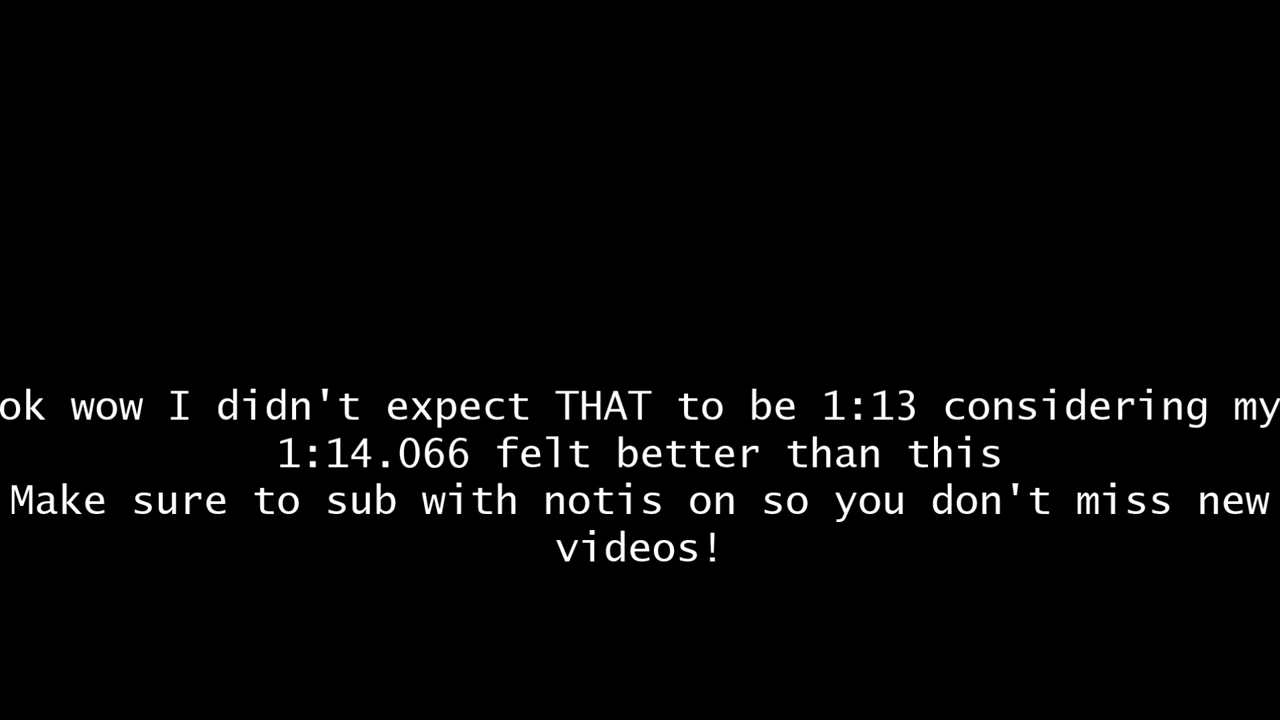 ok wow I didn't expect THAT to be 1:13 considering my
1:14.066 felt better than this
Make sure to sub with notis on so you don't miss new
videos!